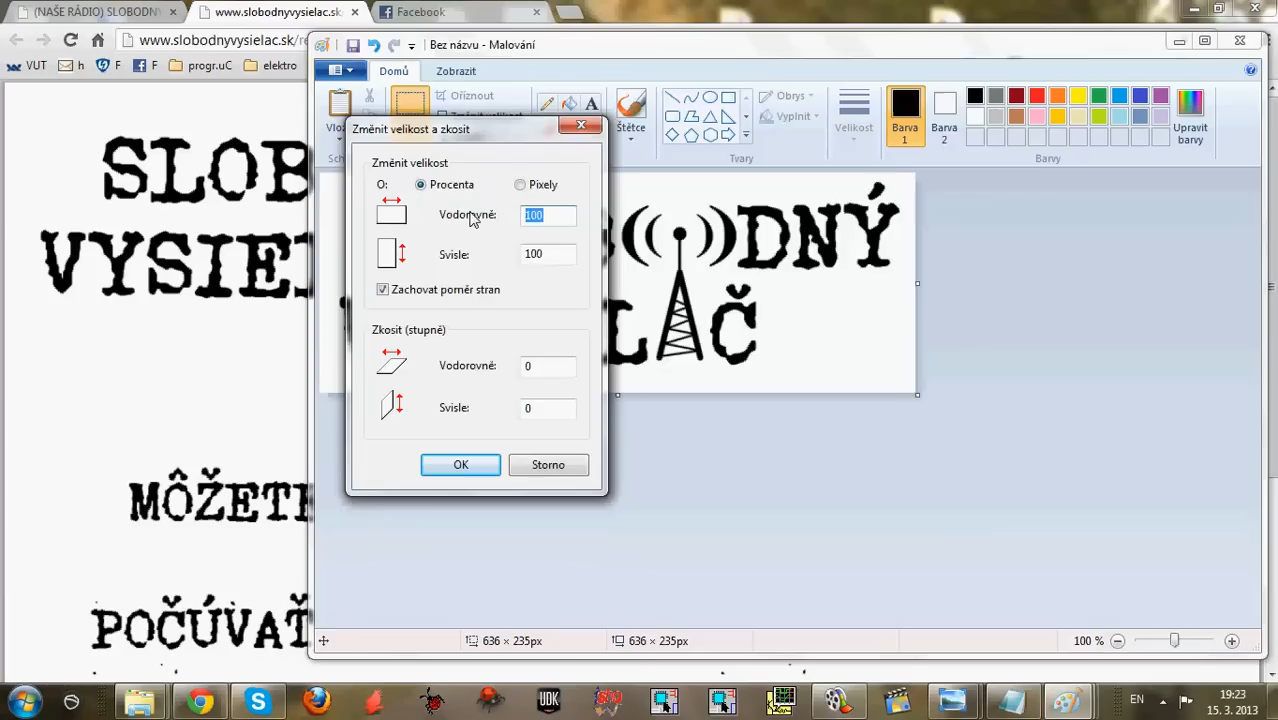 (NAŠE RÁDIO) SLOBODN
www.slobodnyvysielac.sk/
Facebook
www.slobodnyvysielac.sk/r
VUT
h
F
F
progr.uC
elektro
Bez názvu - Malování
Domů
Zobrazit
Oříznout
Štětce
Obrys
Vyplnit
Velikost
Barva
1
Barva
2
Upravit
barvy
Tvary
Barvy
Změnit velikost a zkosit
Změnit velikost
O:
Procenta
Pixely
Vodorovně:
100
Svisle:
100
Zachovat poměr stran
Zkosit (stupně)
Vodorovně:
0
Svisle:
0
OK
Storno
SLOB
VYSIE
DNÝ
L
Č
MÔŽETE
POČÚVAŤ
636 × 235px
636 × 235px
100 %
UDK
EN
19:23
15. 3. 2013